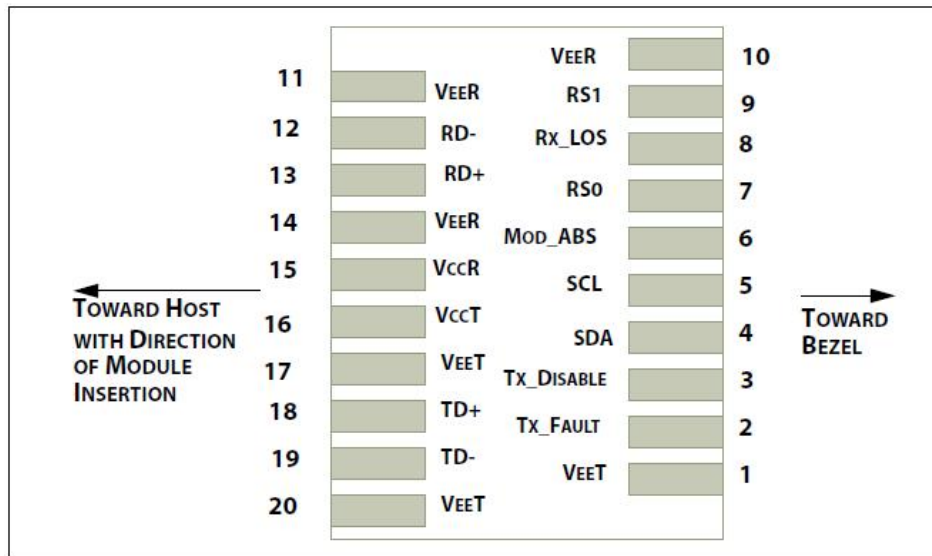 11 VEER
12 RD-
13 RD+
14 VEER
15 VCCR
16 VCCT
17 VEET
18 TD+
19 TD-
20 VEET
VEER 10
RS1 9
RX_LOS 8
RS0 7
MOD_ABS 6
SCL 5
SDA 4
TX_DISABLE 3
TX_FAULT 2
VEET 1
TOWARD HOST
WITH DIRECTION
OF MODULE
INSERTION
TOWARD
BEZEL